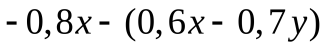 - 0,8x - (0,6x - 0,7y)